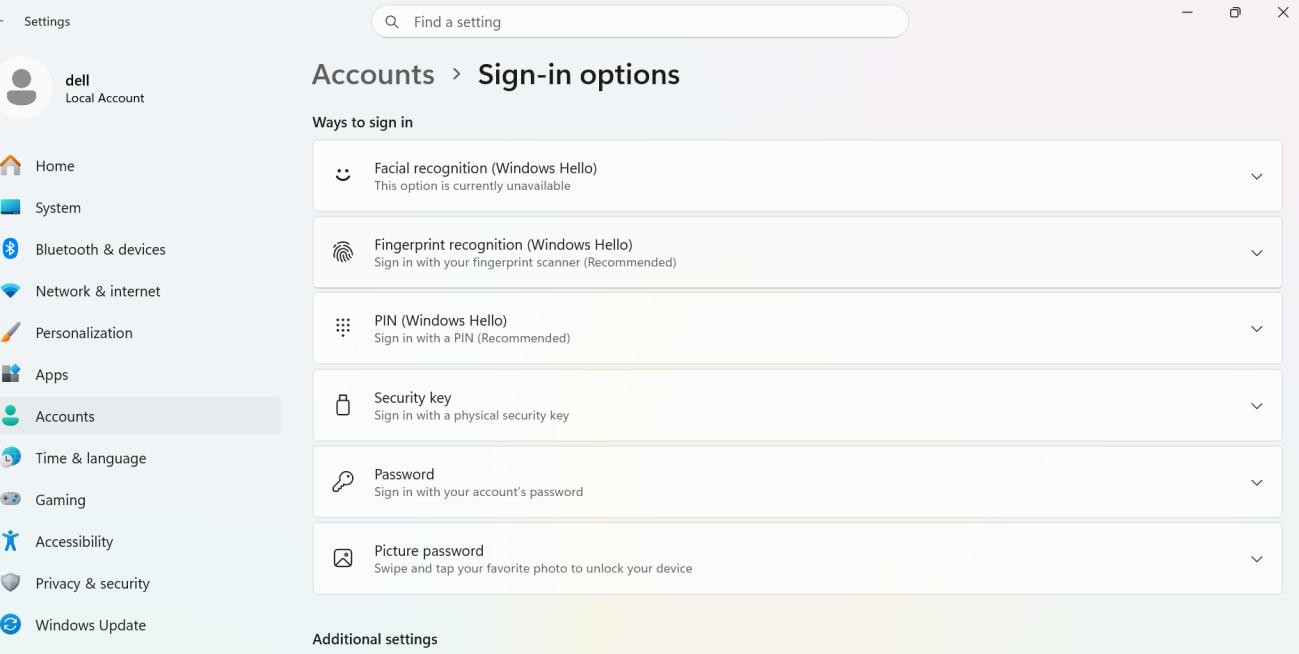 Settings
Find a setting
dell
Local Account
Home
System
Bluetooth & devices
Network & internet
Personalization
Apps
Accounts
Time & language
Gaming
Accessibility
Privacy & security
Windows Update
Accounts > Sign-in options
Ways to sign in
Facial recognition (Windows Hello)
This option is currently unavailable
Fingerprint recognition (Windows Hello)
Sign in with your fingerprint scanner (Recommended)
PIN (Windows Hello)
Sign in with a PIN (Recommended)
Security key
Sign in with a physical security key
Password
Sign in with your account's password
Picture password
Swipe and tap your favorite photo to unlock your device
Additional settings